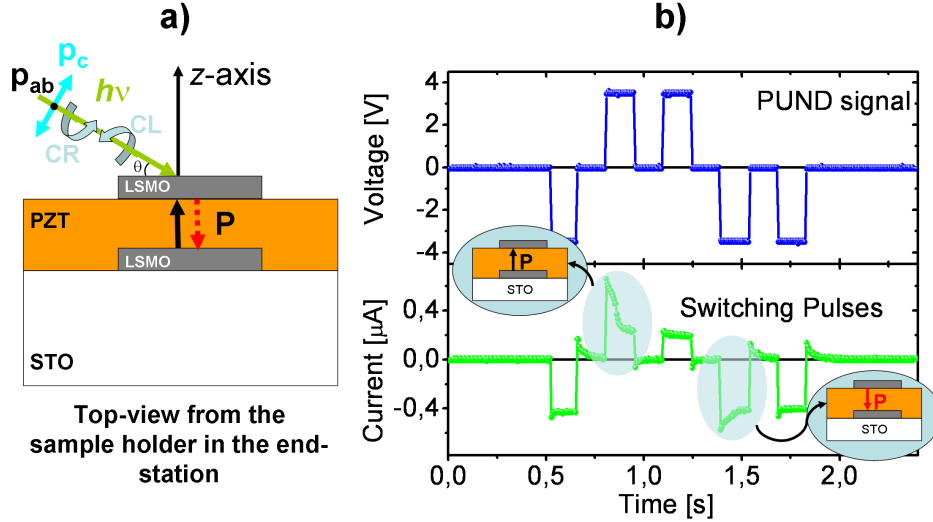 a)
p_c
p_ab
hν
z-axis
CL
CR
θ
LSMO
PZT
P
LSMO
STO
Top-view from the
sample holder in the end-
station
b)
4
2
0
-2
-4
Voltage [V]
PUND signal
P
STO
0,4
0,0
-0,4
Current [μA]
Switching Pulses
P
STO
0,0
0,5
1,0
1,5
2,0
Time [s]